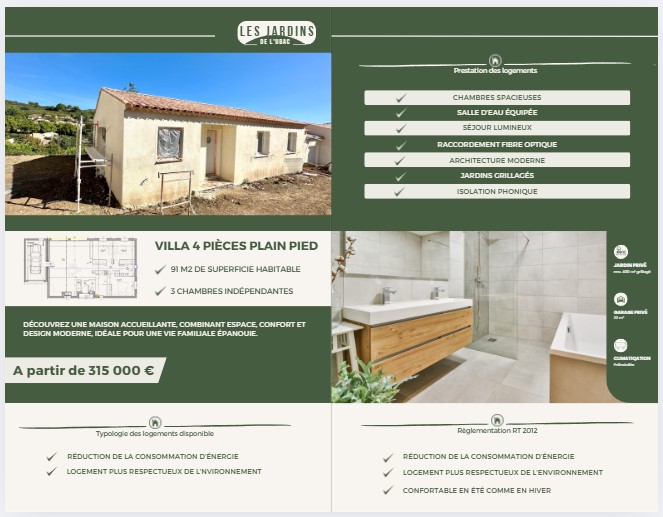 LES JARDINS
DE L'UBAC
VILLA 4 PIÈCES PLAIN PIED
91 M2 DE SUPERFICIE HABITABLE
3 CHAMBRES INDÉPENDANTES
DÉCOUVREZ UNE MAISON ACCUEILLANTE, COMBINANT ESPACE, CONFORT ET
DESIGN MODERNE, IDÉALE POUR UNE VIE FAMILIALE ÉPANOUIE.
A partir de 315 000 €
Typologie des logements disponible
RÉDUCTION DE LA CONSOMMATION D'ÉNERGIE
LOGEMENT PLUS RESPECTUEUX DE L'NVIRONNEMENT
Prestation des logements
CHAMBRES SPACIEUSES
SALLE D'EAU ÉQUIPÉE
SÉJOUR LUMINEUX
RACCORDEMENT FIBRE OPTIQUE
ARCHITECTURE MODERNE
JARDINS GRILLAGÉS
ISOLATION PHONIQUE
JARDIN PRIVÉ
GARAGE PRIVÉ
CLIMATISATION
Réglementation RT 2012
RÉDUCTION DE LA CONSOMMATION D'ÉNERGIE
LOGEMENT PLUS RESPECTUEUX DE L'ENVIRONNEMENT
CONFORTABLE EN ÉTÉ COMME EN HIVER